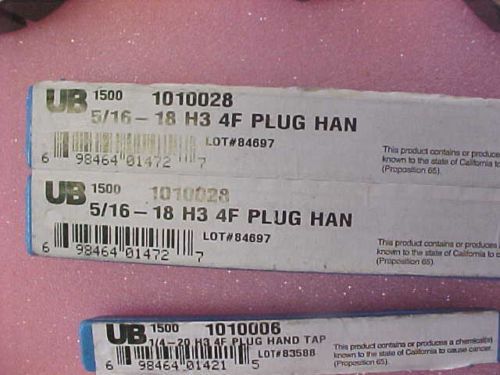 UB 1500 1010028
5/16 - 18 H3 4F PLUG HAN
LOT#84697
6 98464 01472 7
This product contains or produces
known to the state of California to c
(Proposition 65).
UB 1500 1010028
5/16 - 18 H3 4F PLUG HAN
LOT#84697
6 98464 01472 7
This product contains or produces
known to the state of California to c
(Proposition 65).
UB 1500 1010006
1/4 - 20 H3 4F PLUG HAND TAP
LOT#83588
6 98464 01421 5
This product contains or produces a chemical(s)
known to the state of California to cause cancer.
(Proposition 65).